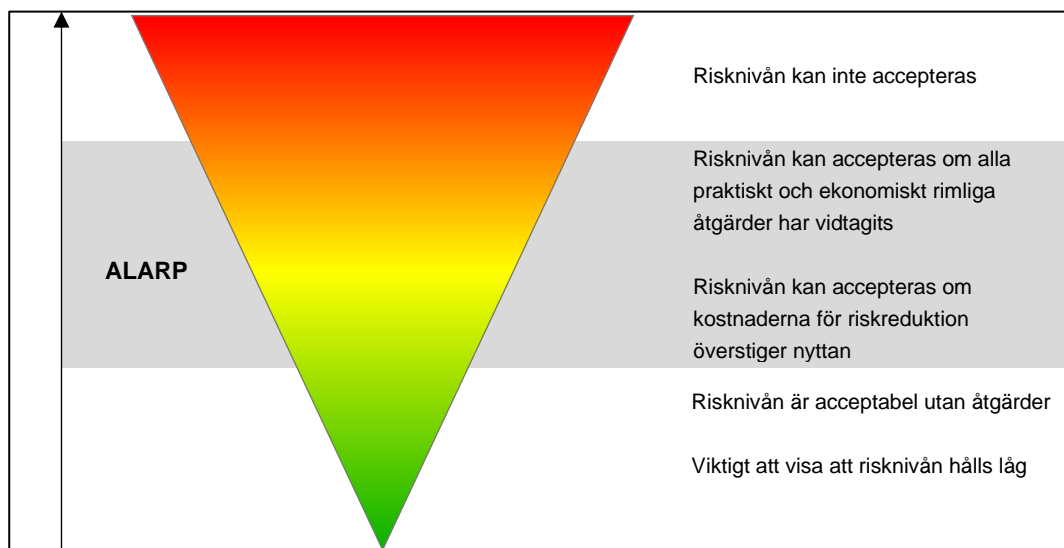 Risknivån kan inte accepteras
Risknivån kan accepteras om alla
praktiskt och ekonomiskt rimliga
åtgärder har vidtagits
ALARP
Risknivån kan accepteras om
kostnaderna för riskreduktion
överstiger nyttan
Risknivån är acceptabel utan åtgärder
Viktigt att visa att risknivån hålls låg